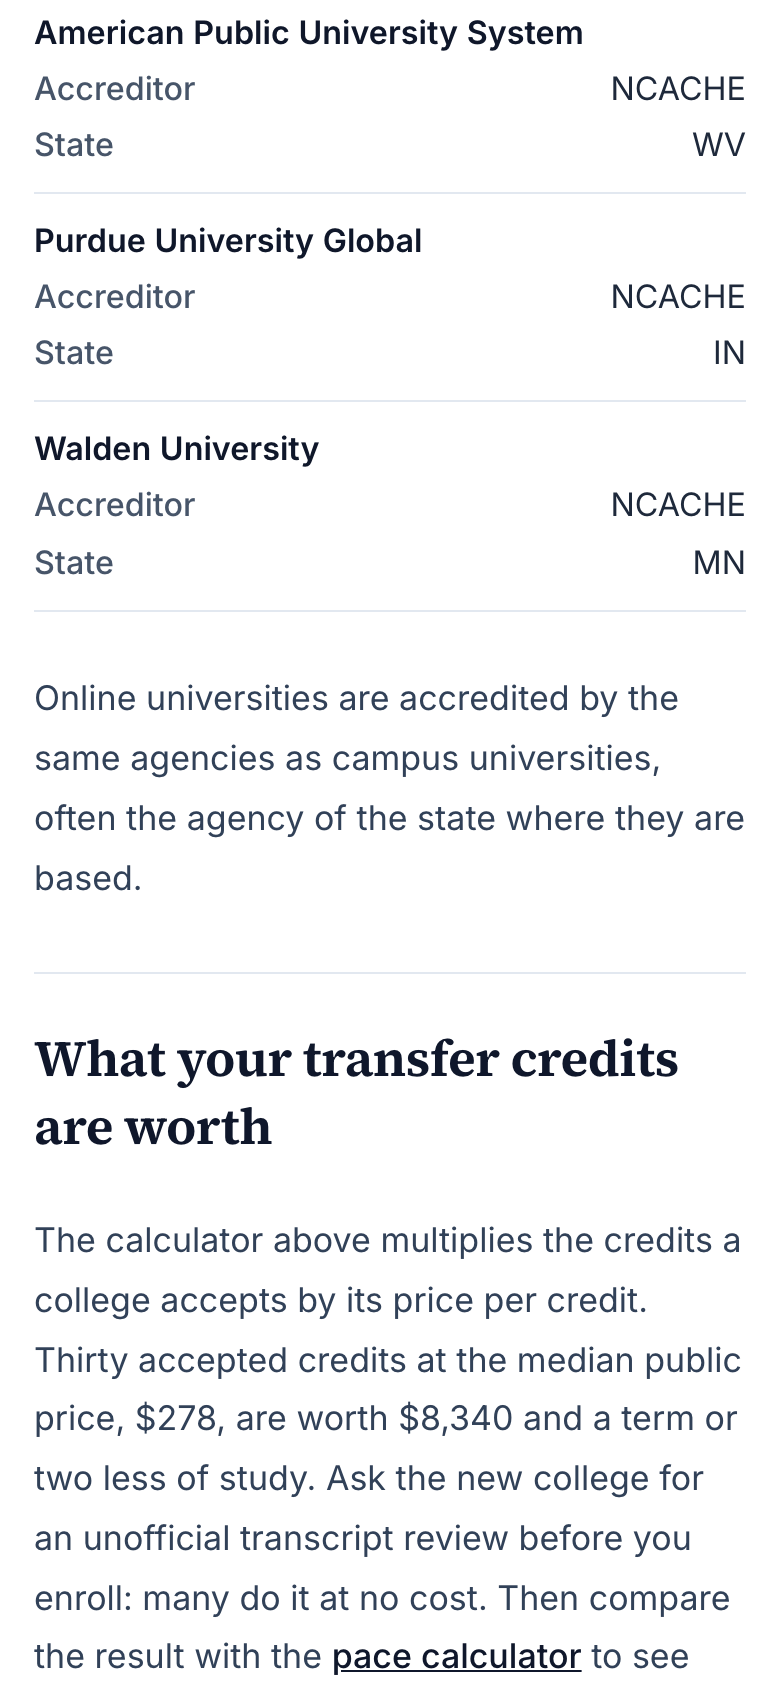 American Public University System
Accreditor NCACHE
State WV
Purdue University Global
Accreditor NCACHE
State IN
Walden University
Accreditor NCACHE
State MN
Online universities are accredited by the
same agencies as campus universities,
often the agency of the state where they are
based.
What your transfer credits
are worth
The calculator above multiplies the credits a
college accepts by its price per credit.
Thirty accepted credits at the median public
price, $278, are worth $8,340 and a term or
two less of study. Ask the new college for
an unofficial transcript review before you
enroll: many do it at no cost. Then compare
the result with the pace calculator to see